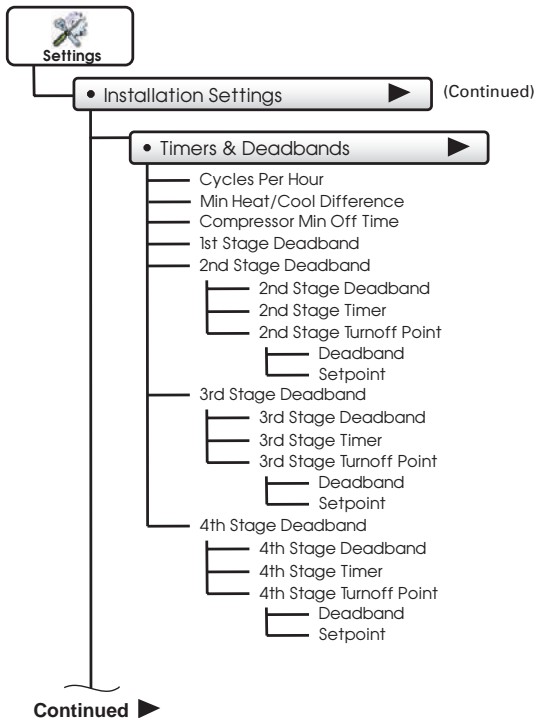 Settings
• Installation Settings ▶ (Continued)
• Timers & Deadbands ▶
Cycles Per Hour
Min Heat/Cool Difference
Compressor Min Off Time
1st Stage Deadband
2nd Stage Deadband
2nd Stage Deadband
2nd Stage Timer
2nd Stage Turnoff Point
Deadband
Setpoint
3rd Stage Deadband
3rd Stage Deadband
3rd Stage Timer
3rd Stage Turnoff Point
Deadband
Setpoint
4th Stage Deadband
4th Stage Deadband
4th Stage Timer
4th Stage Turnoff Point
Deadband
Setpoint
Continued ▶